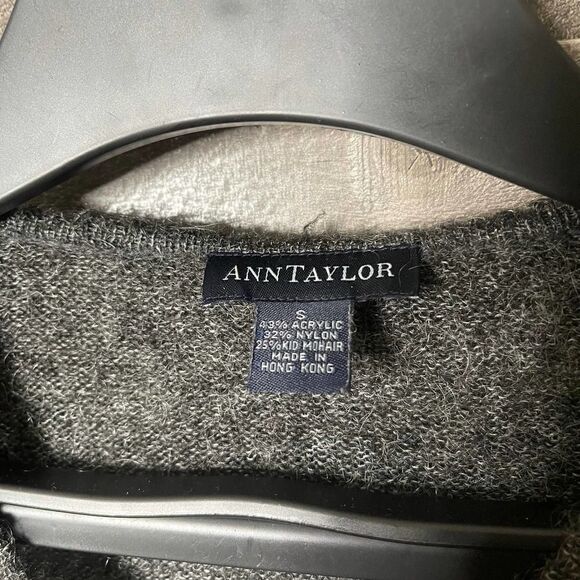 ANNTAYLOR
S
43% ACRYLIC
32% NYLON
25% KID MOHAIR
MADE IN
HONG KONG